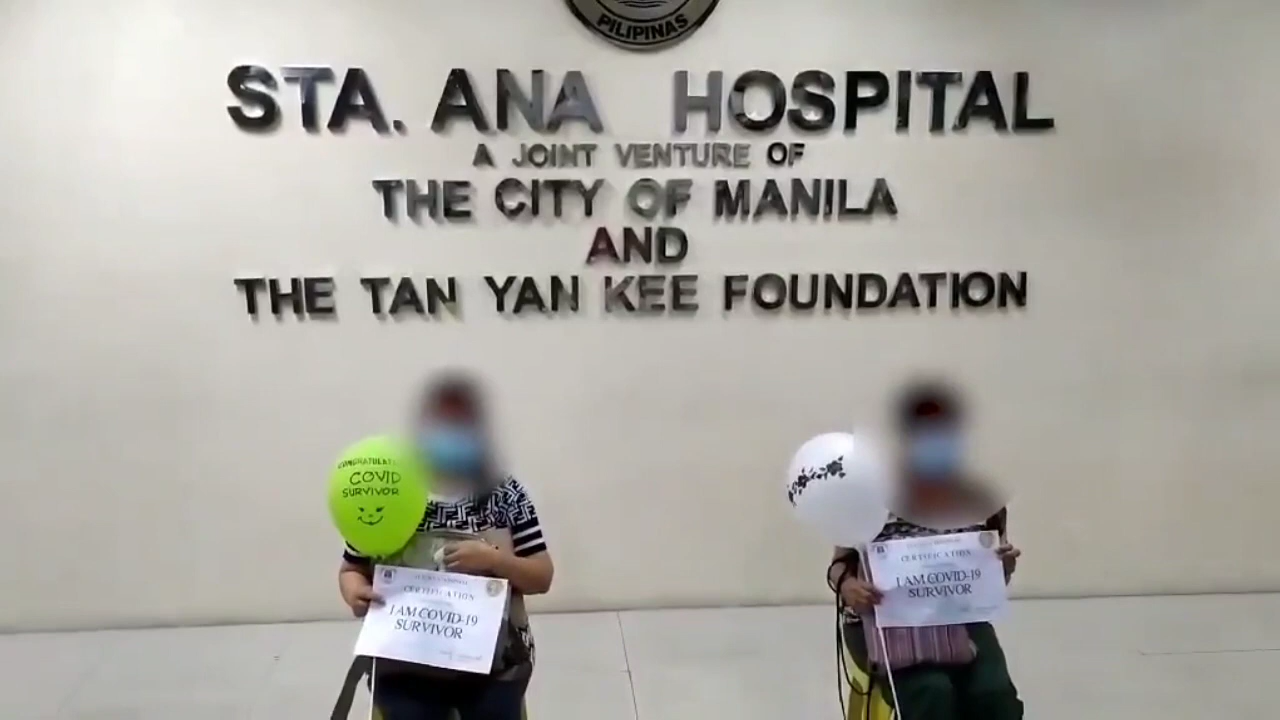 PILIPINAS
STA. ANA HOSPITAL
A JOINT VENTURE OF
THE CITY OF MANILA
AND
THE TAN YAN KEE FOUNDATION
COVID
SURVIVOR
CERTIFICATION
I AM COVID-19
SURVIVOR
CERTIFICATION
I AM COVID-19
SURVIVOR